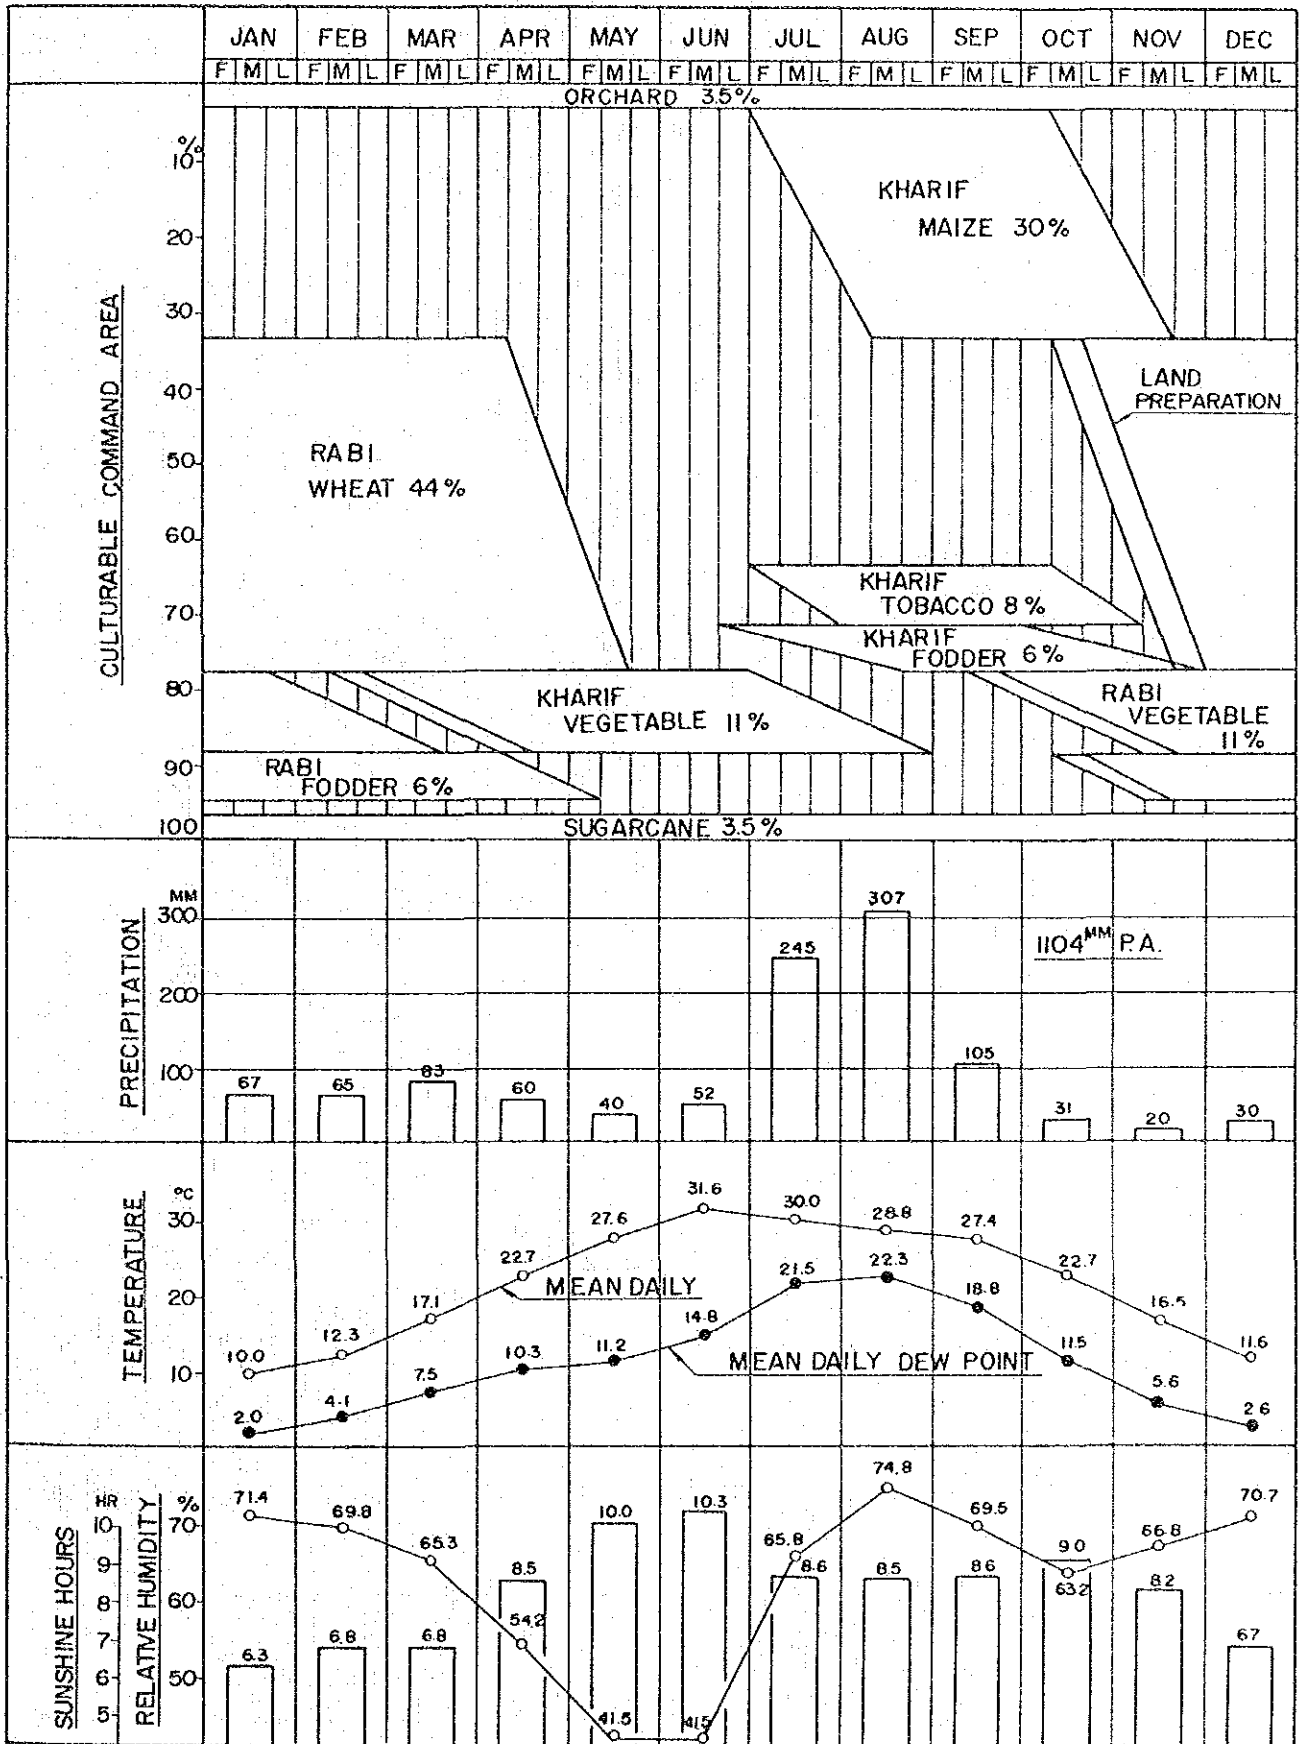 JAN FEB MAR APR MAY JUN JUL AUG SEP OCT NOV DEC
F M L F M L F M L F M L F M L F M L F M L F M L F M L F M L F M L F M L
ORCHARD 3.5%
CULTURABLE COMMAND AREA
%
10
20
30
40
50
60
70
80
90
100
KHARIF
MAIZE 30%
LAND
PREPARATION
RABI
WHEAT 44%
KHARIF
TOBACCO 8%
KHARIF
FODDER 6%
KHARIF
VEGETABLE 11%
RABI
VEGETABLE
11%
RABI
FODDER 6%
SUGARCANE 3.5%
PRECIPITATION
MM
300
200
100
1104MM P.A.
67 65 83 60 40 52 245 307 105 31 20 30
TEMPERATURE
°C
30
20
10
10.0 12.3 17.1 22.7 27.6 31.6 30.0 28.8 27.4 22.7 16.5 11.6
MEAN DAILY
2.0 4.1 7.5 10.3 11.2 14.8 21.5 22.3 18.8 11.5 5.6 2.6
MEAN DAILY DEW POINT
SUNSHINE HOURS
HR
10
9
8
7
6
5
RELATIVE HUMIDITY
%
70
60
50
71.4 69.8 65.3 54.2 41.5 41.5 65.8 74.8 69.5 63.2 66.8 70.7
6.3 6.8 6.8 8.5 10.0 10.3 8.6 8.5 8.6 9.0 8.2 6.7